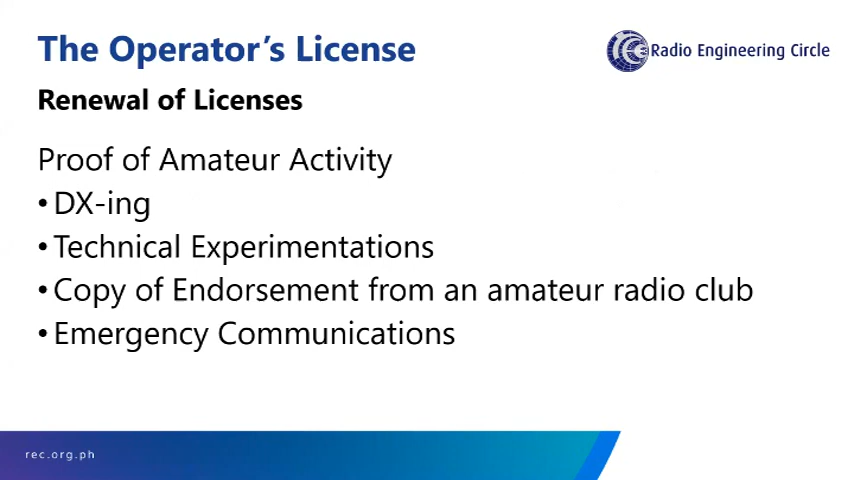 The Operator's License
Radio Engineering Circle
Renewal of Licenses
Proof of Amateur Activity
• DX-ing
• Technical Experimentations
• Copy of Endorsement from an amateur radio club
• Emergency Communications
rec.org.ph